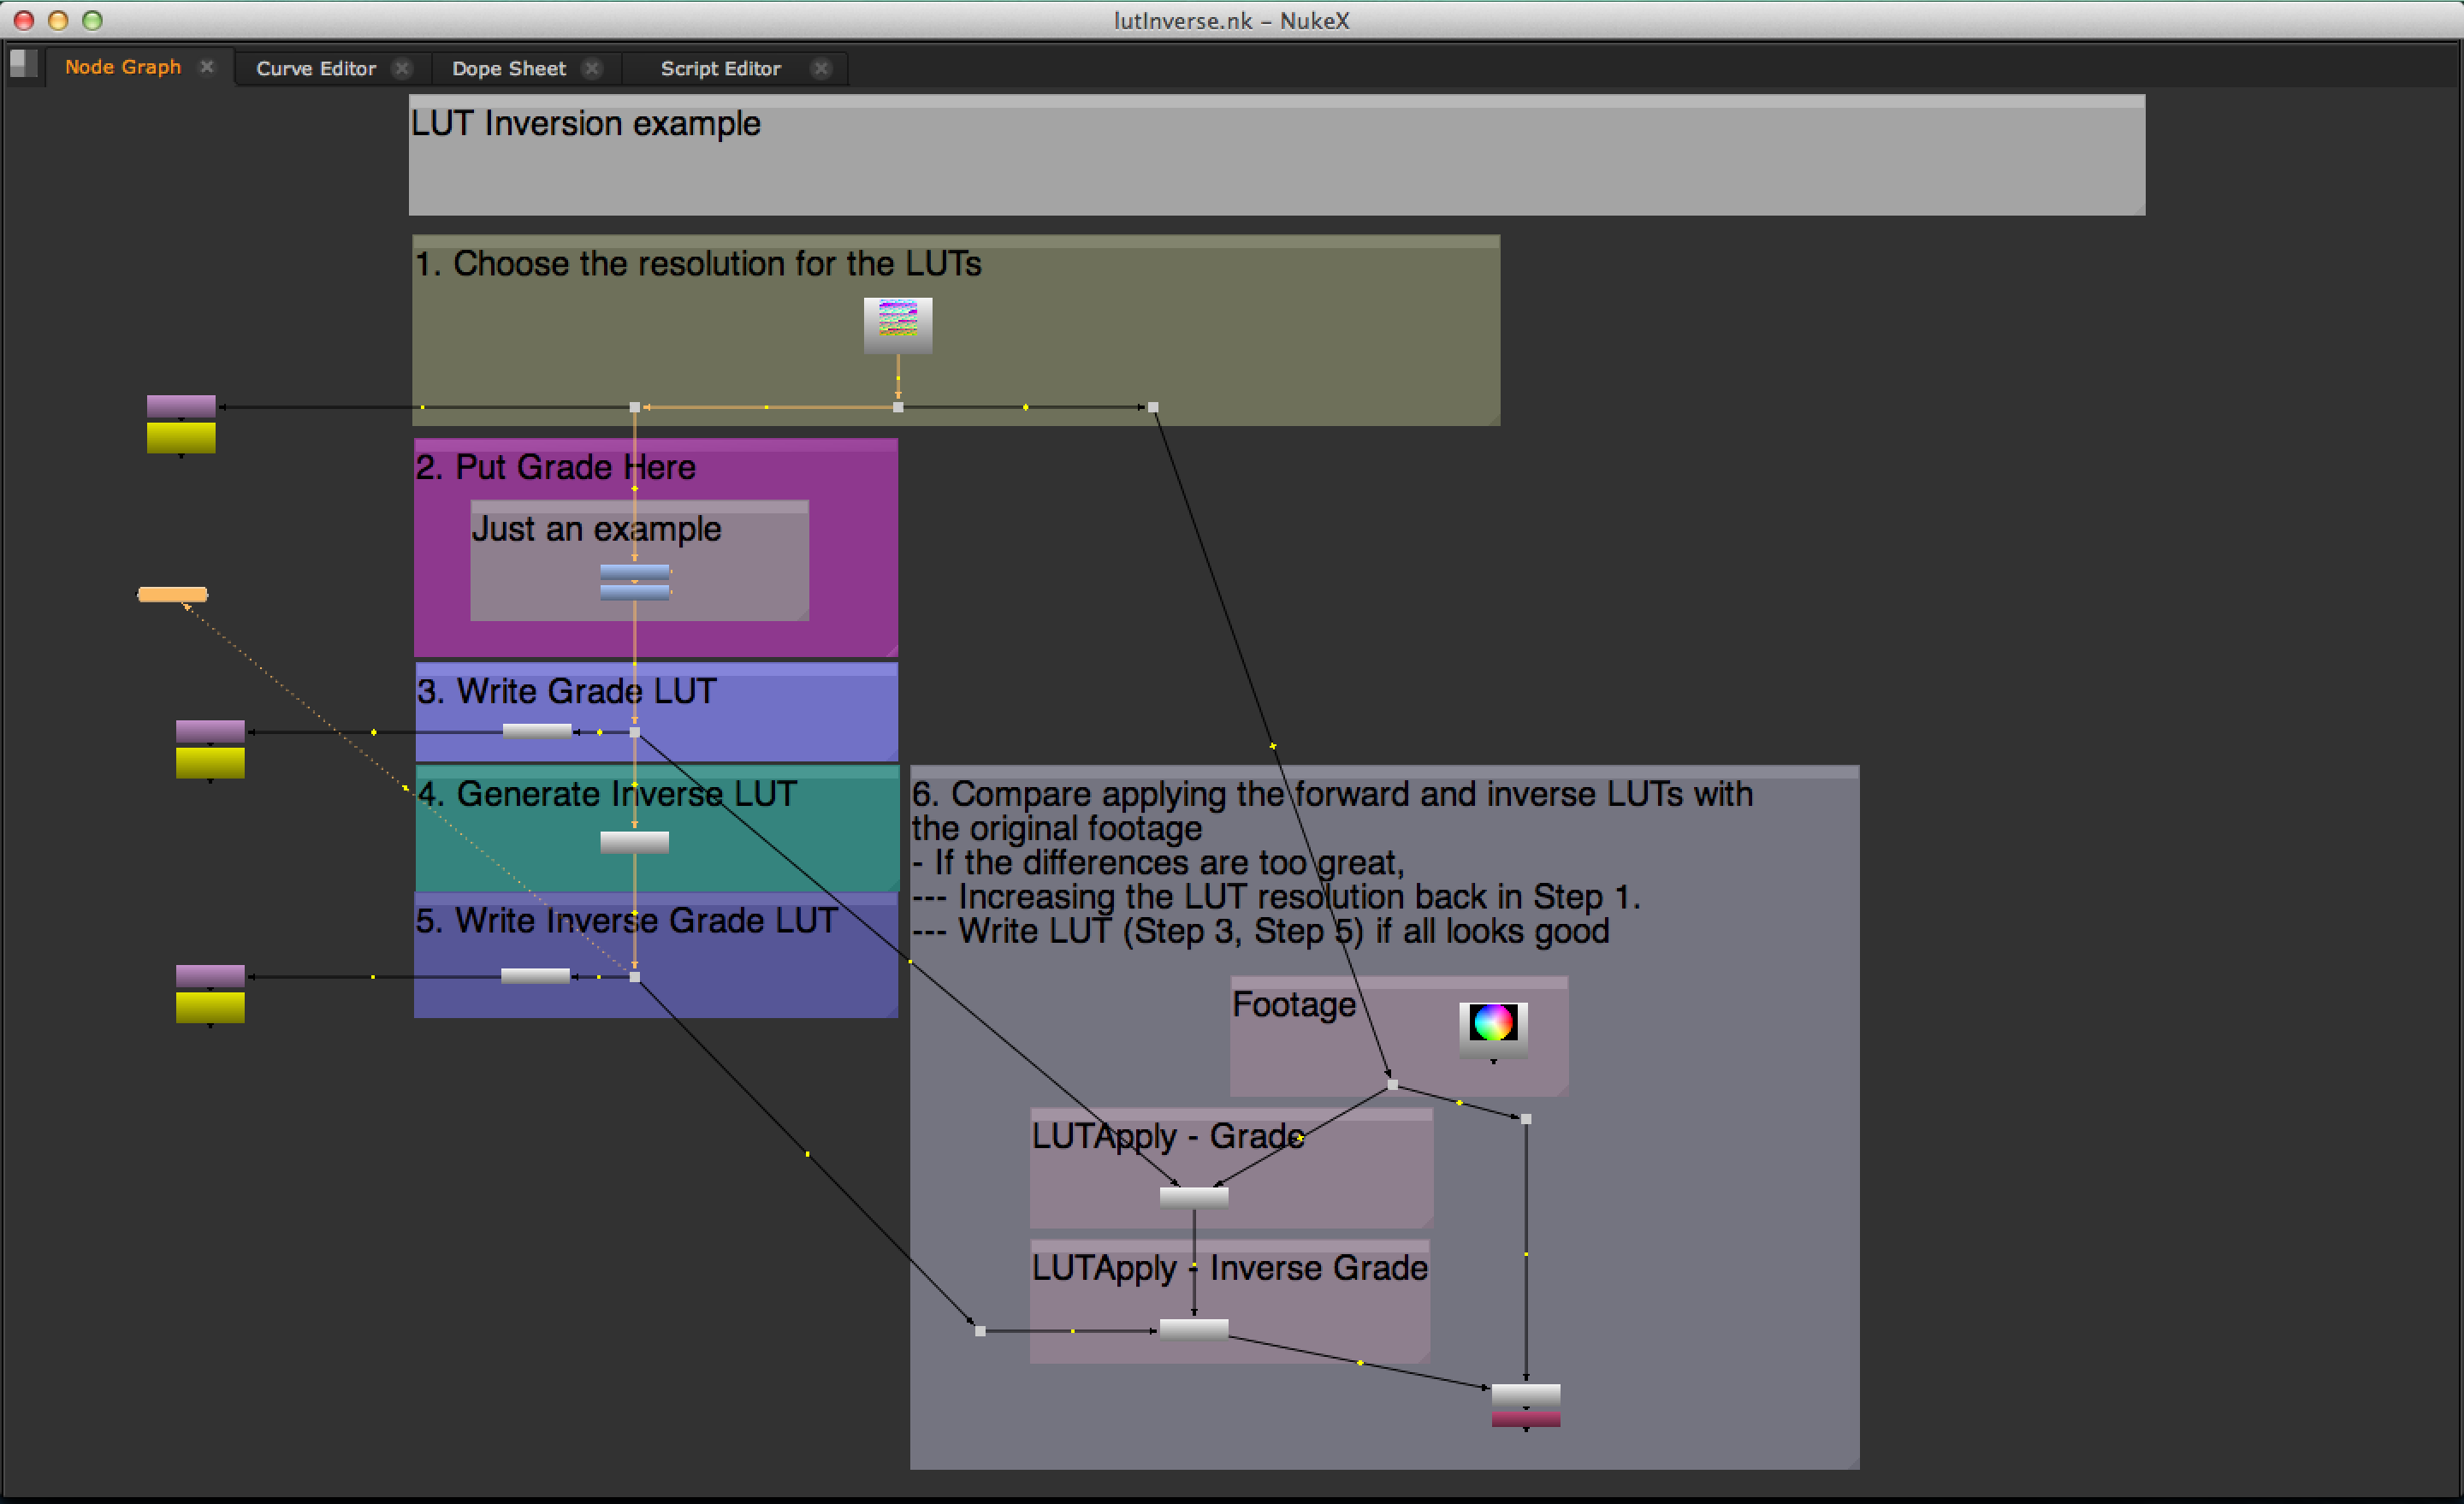 lutInverse.nk – NukeX
Node Graph
Curve Editor
Dope Sheet
Script Editor
LUT Inversion example
1. Choose the resolution for the LUTs
2. Put Grade Here
Just an example
3. Write Grade LUT
4. Generate Inverse LUT
5. Write Inverse Grade LUT
6. Compare applying the forward and inverse LUTs with
the original footage
- If the differences are too great,
--- Increasing the LUT resolution back in Step 1.
--- Write LUT (Step 3, Step 5) if all looks good
Footage
LUTApply - Grade
LUTApply - Inverse Grade